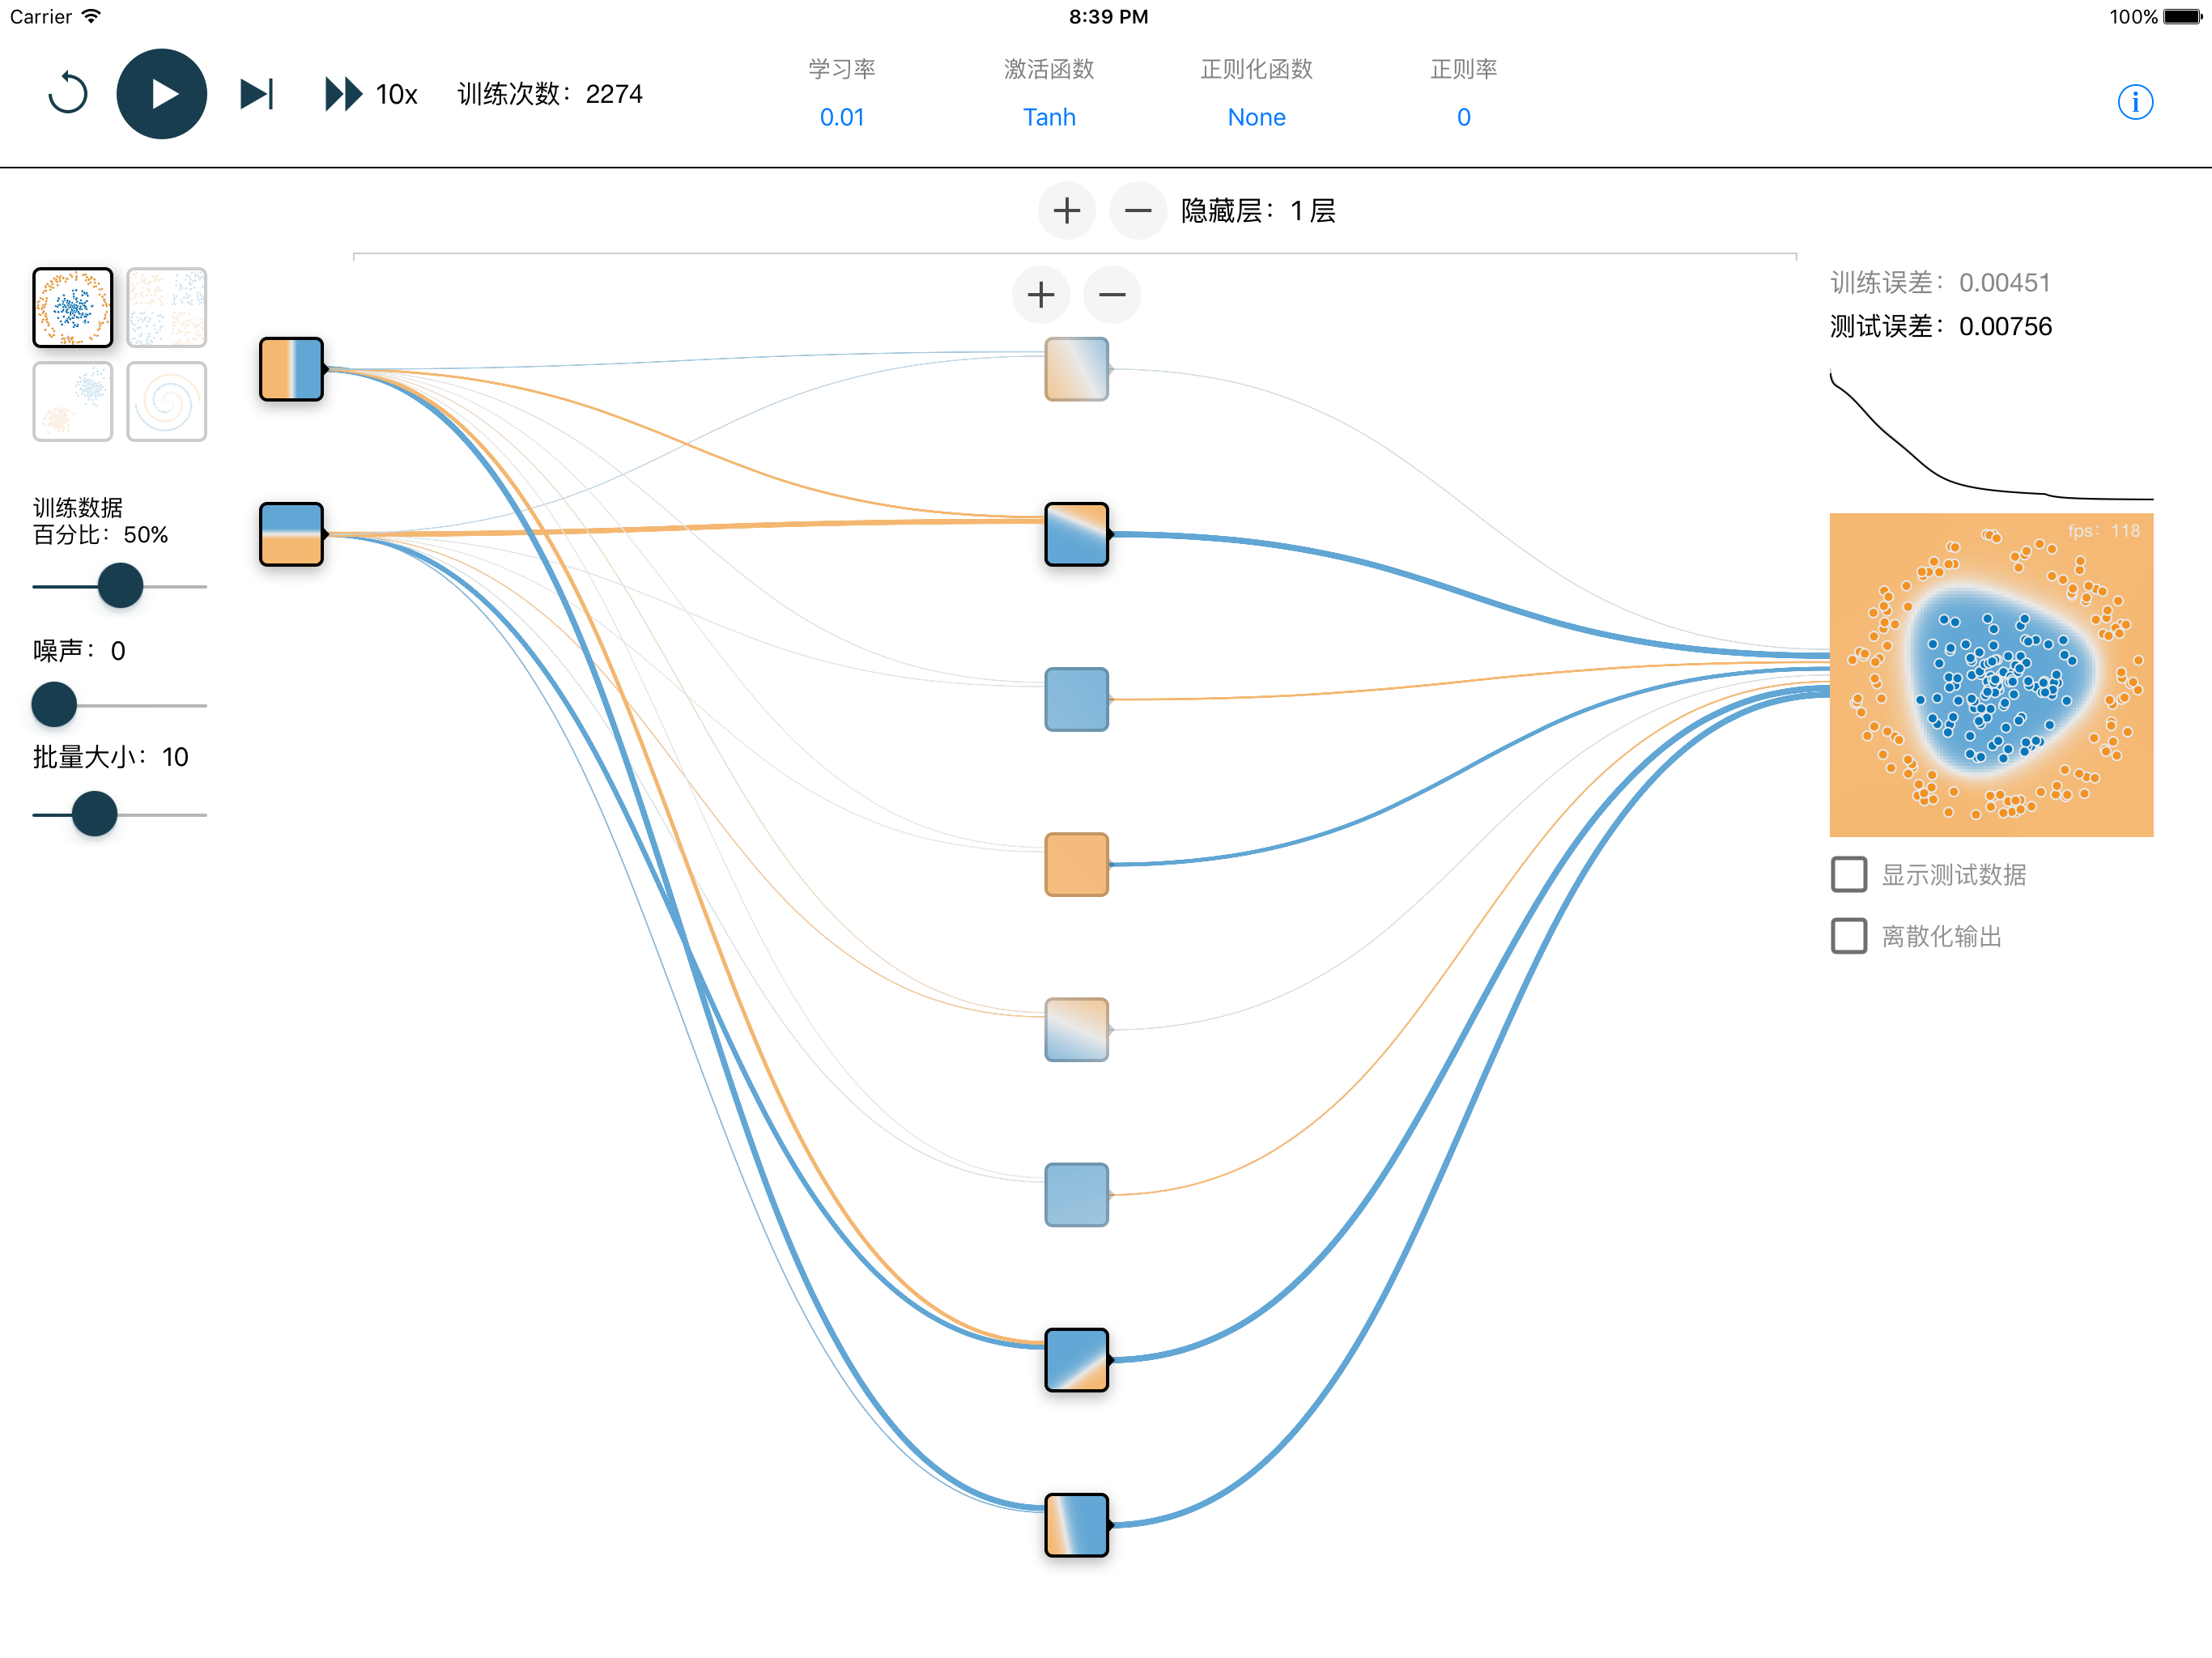 Carrier
8:39 PM
100%
10x
训练次数：2274
学习率
0.01
激活函数
Tanh
正则化函数
None
正则率
0
i
隐藏层：1 层
训练误差：0.00451
测试误差：0.00756
训练数据
百分比：50%
噪声：0
批量大小：10
fps：118
显示测试数据
离散化输出